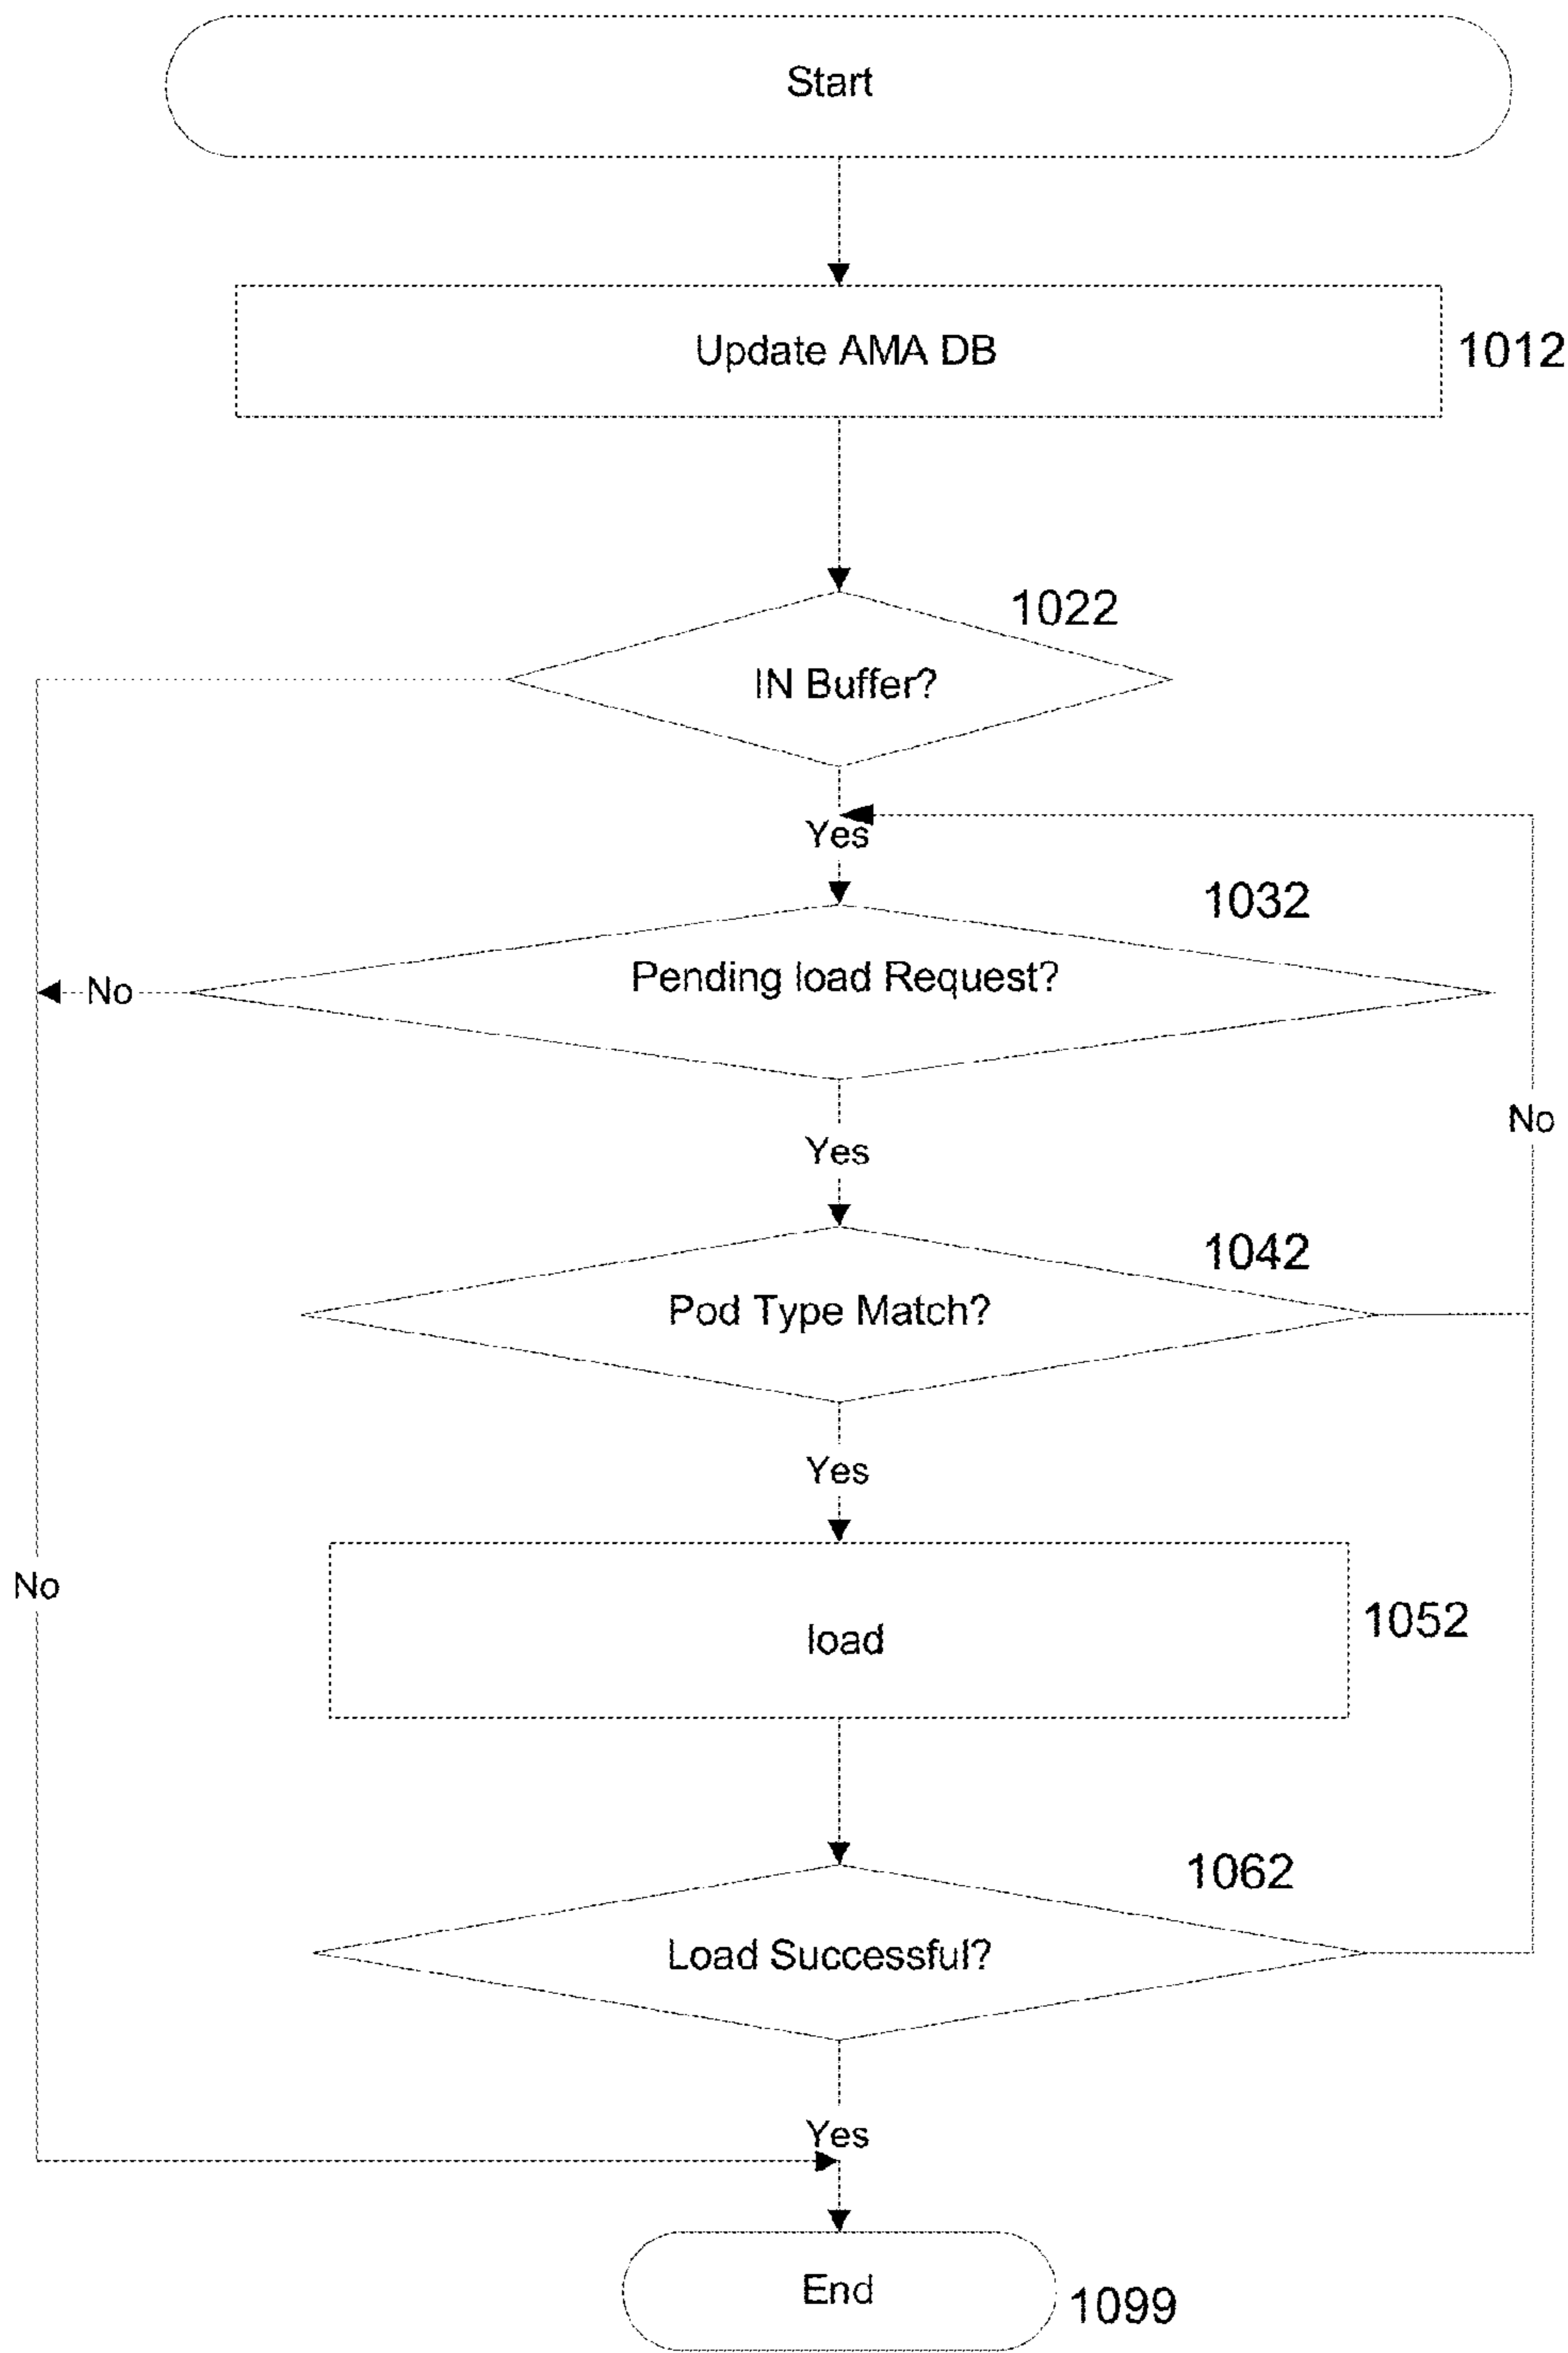 Start
Update AMA DB
1012
1022
IN Buffer?
Yes
1032
Pending load Request?
No
No
Yes
1042
Pod Type Match?
Yes
No
load
1052
1062
Load Successful?
Yes
End
1099